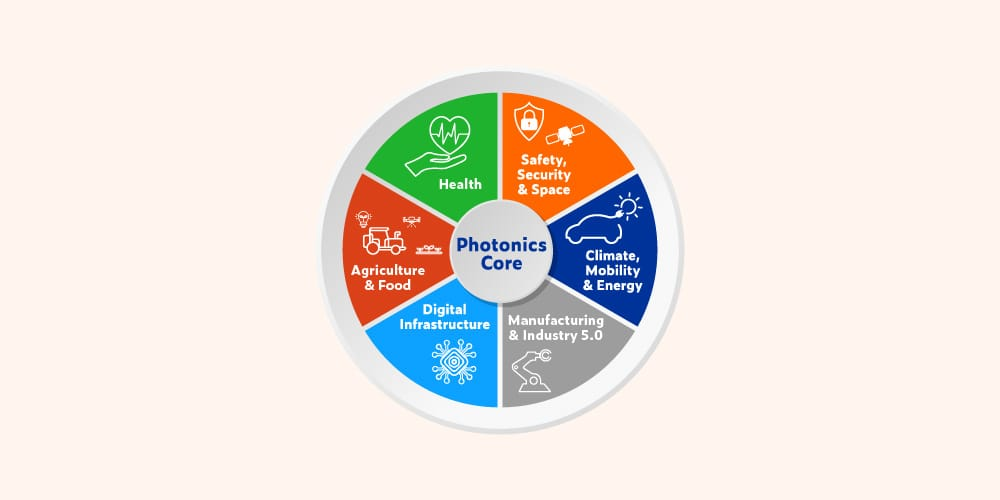 Health
Safety,
Security
& Space
Climate,
Mobility
& Energy
Manufacturing
& Industry 5.0
Digital
Infrastructure
Agriculture
& Food
Photonics
Core